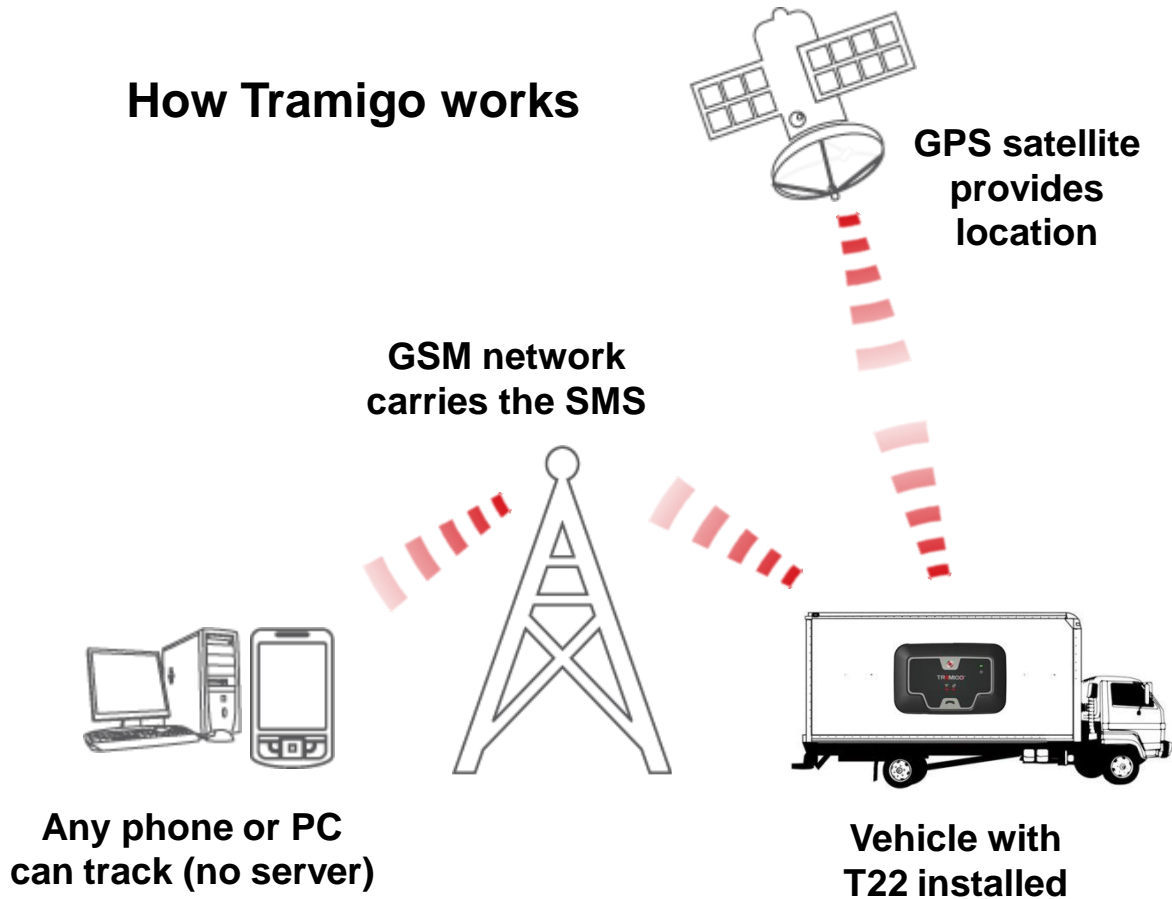 How Tramigo works
GPS satellite
provides
location
GSM network
carries the SMS
TRAMIGO
Any phone or PC
can track (no server)
Vehicle with
T22 installed